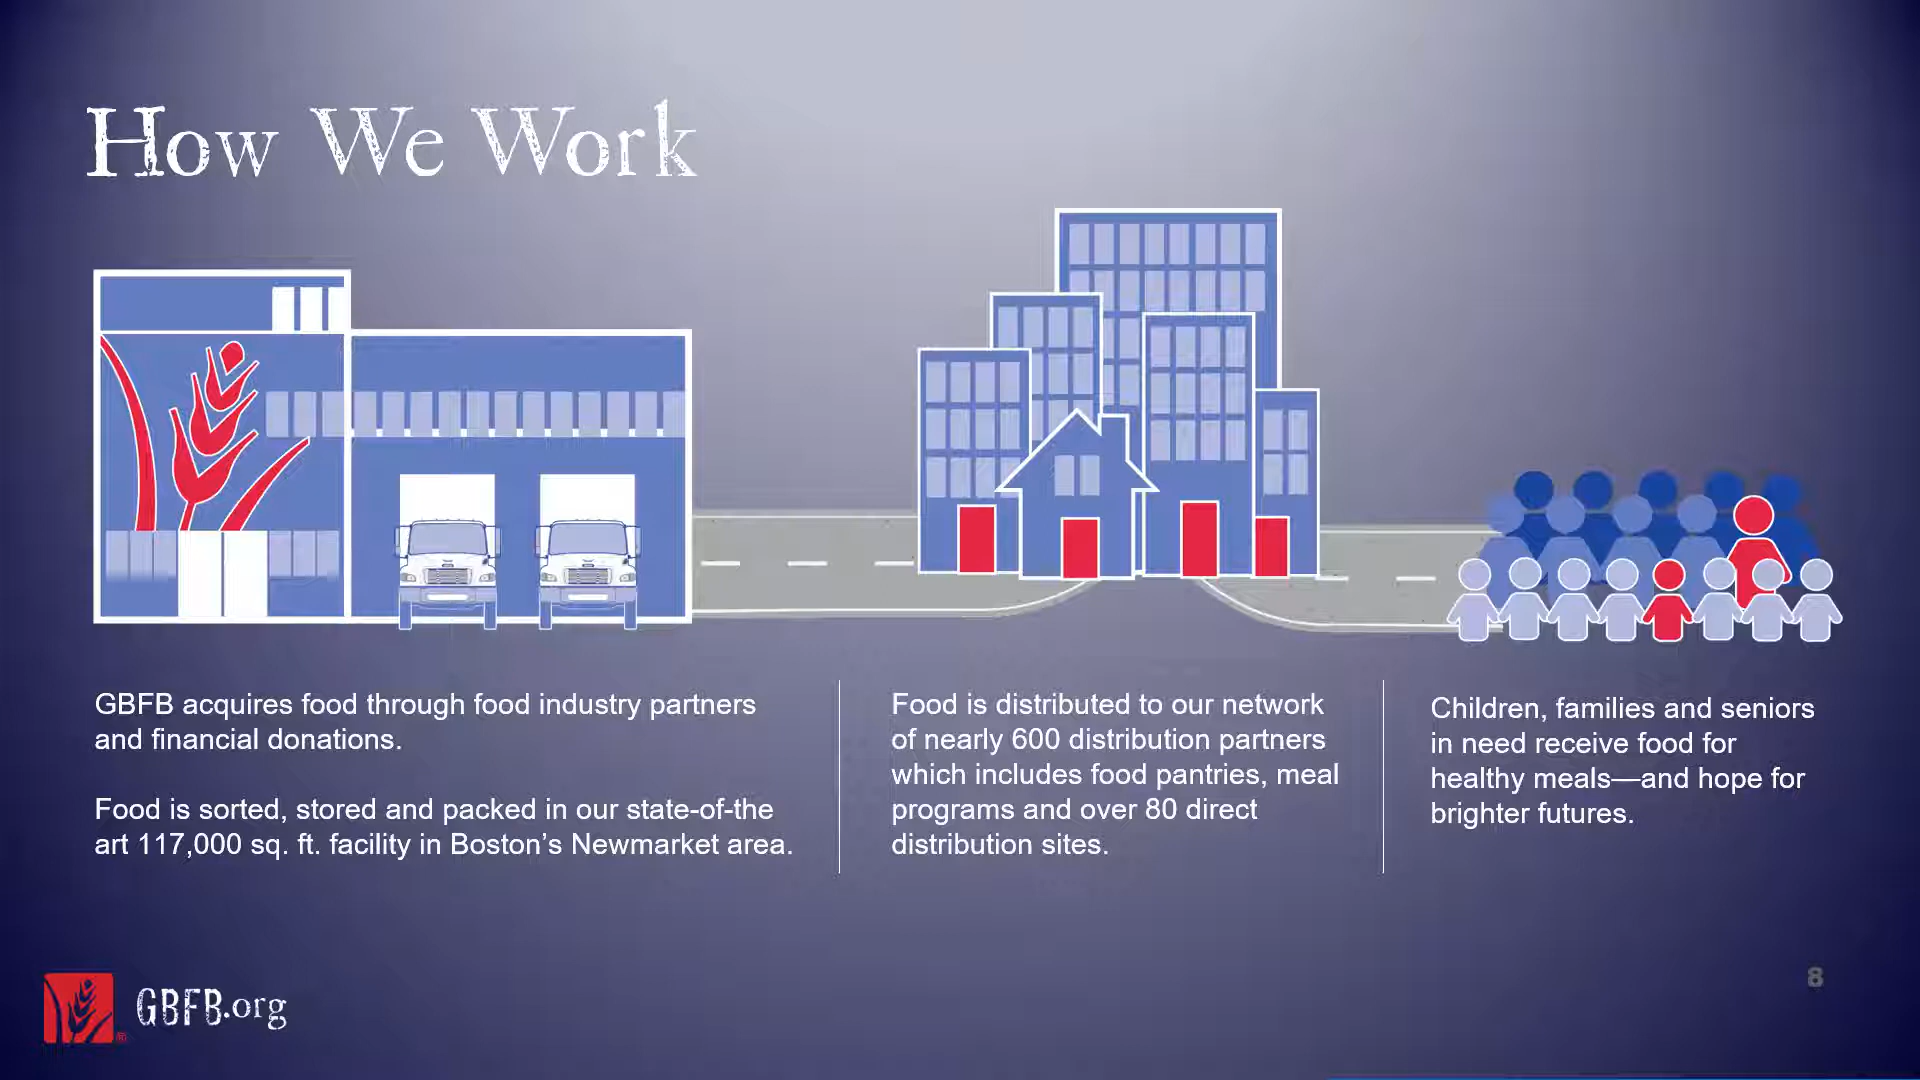 How We Work
GBFB acquires food through food industry partners
and financial donations.
Food is sorted, stored and packed in our state-of-the
art 117,000 sq. ft. facility in Boston’s Newmarket area.
Food is distributed to our network
of nearly 600 distribution partners
which includes food pantries, meal
programs and over 80 direct
distribution sites.
Children, families and seniors
in need receive food for
healthy meals—and hope for
brighter futures.
8
®
GBFB.org